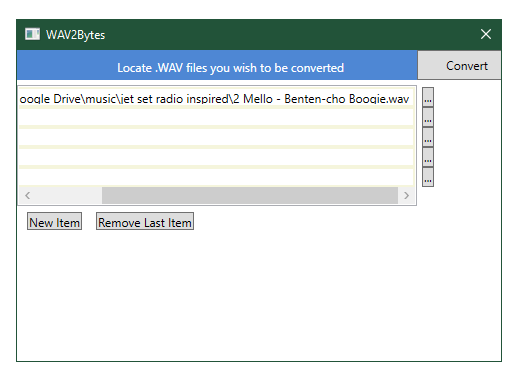 WAV2Bytes
Locate .WAV files you wish to be converted
Convert
oogle Drive\music\jet set radio inspired\2 Mello - Benten-cho Boogie.wav
...
...
...
...
...
New Item
Remove Last Item